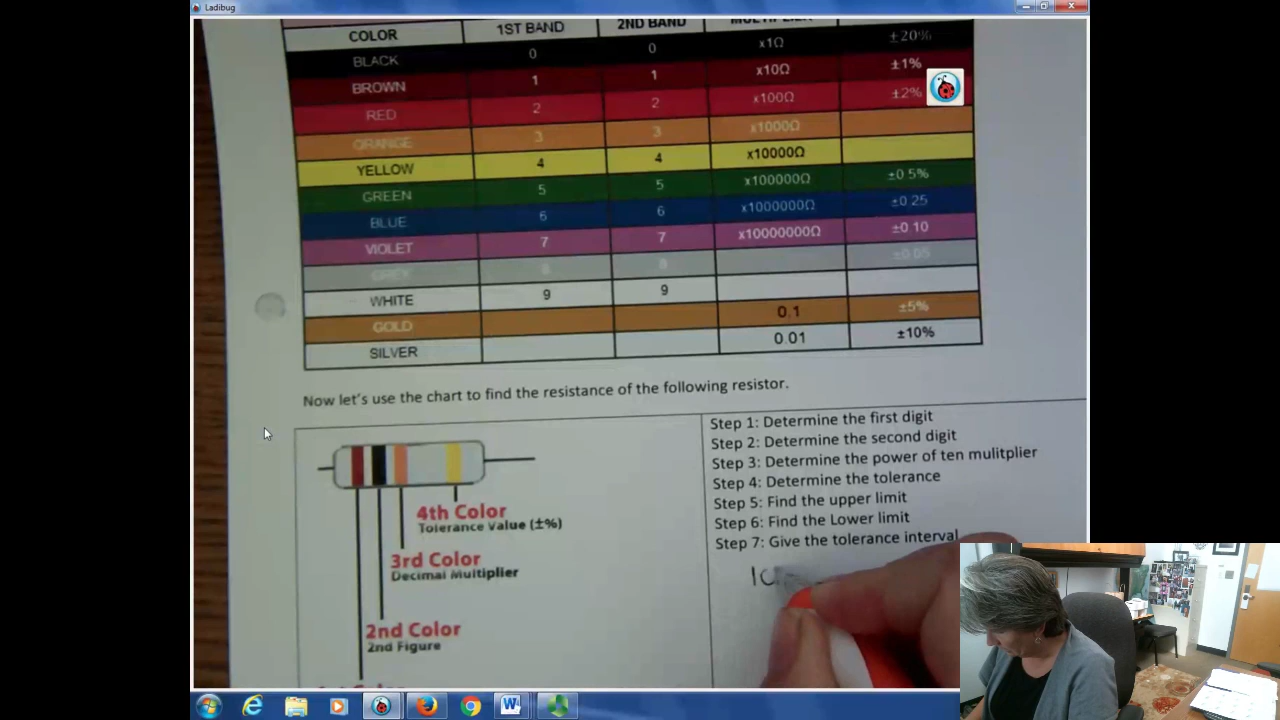 Ladibug
COLOR 1ST BAND 2ND BAND
BLACK 0 0 x1Ω ±20%
BROWN 1 1 x10Ω ±1%
RED 2 2 x100Ω ±2%
ORANGE 3 3 x1000Ω
YELLOW 4 4 x10000Ω
GREEN 5 5 x100000Ω ±0 5%
BLUE 6 6 x1000000Ω ±0 25
VIOLET 7 7 x10000000Ω ±0 10
GREY 8 8 ±0 05
WHITE 9 9
GOLD 0.1 ±5%
SILVER 0.01 ±10%
Now let's use the chart to find the resistance of the following resistor.
4th Color
Tolerance Value (±%)
3rd Color
Decimal Multiplier
2nd Color
2nd Figure
Step 1: Determine the first digit
Step 2: Determine the second digit
Step 3: Determine the power of ten mulitplier
Step 4: Determine the tolerance
Step 5: Find the upper limit
Step 6: Find the Lower limit
Step 7: Give the tolerance interval